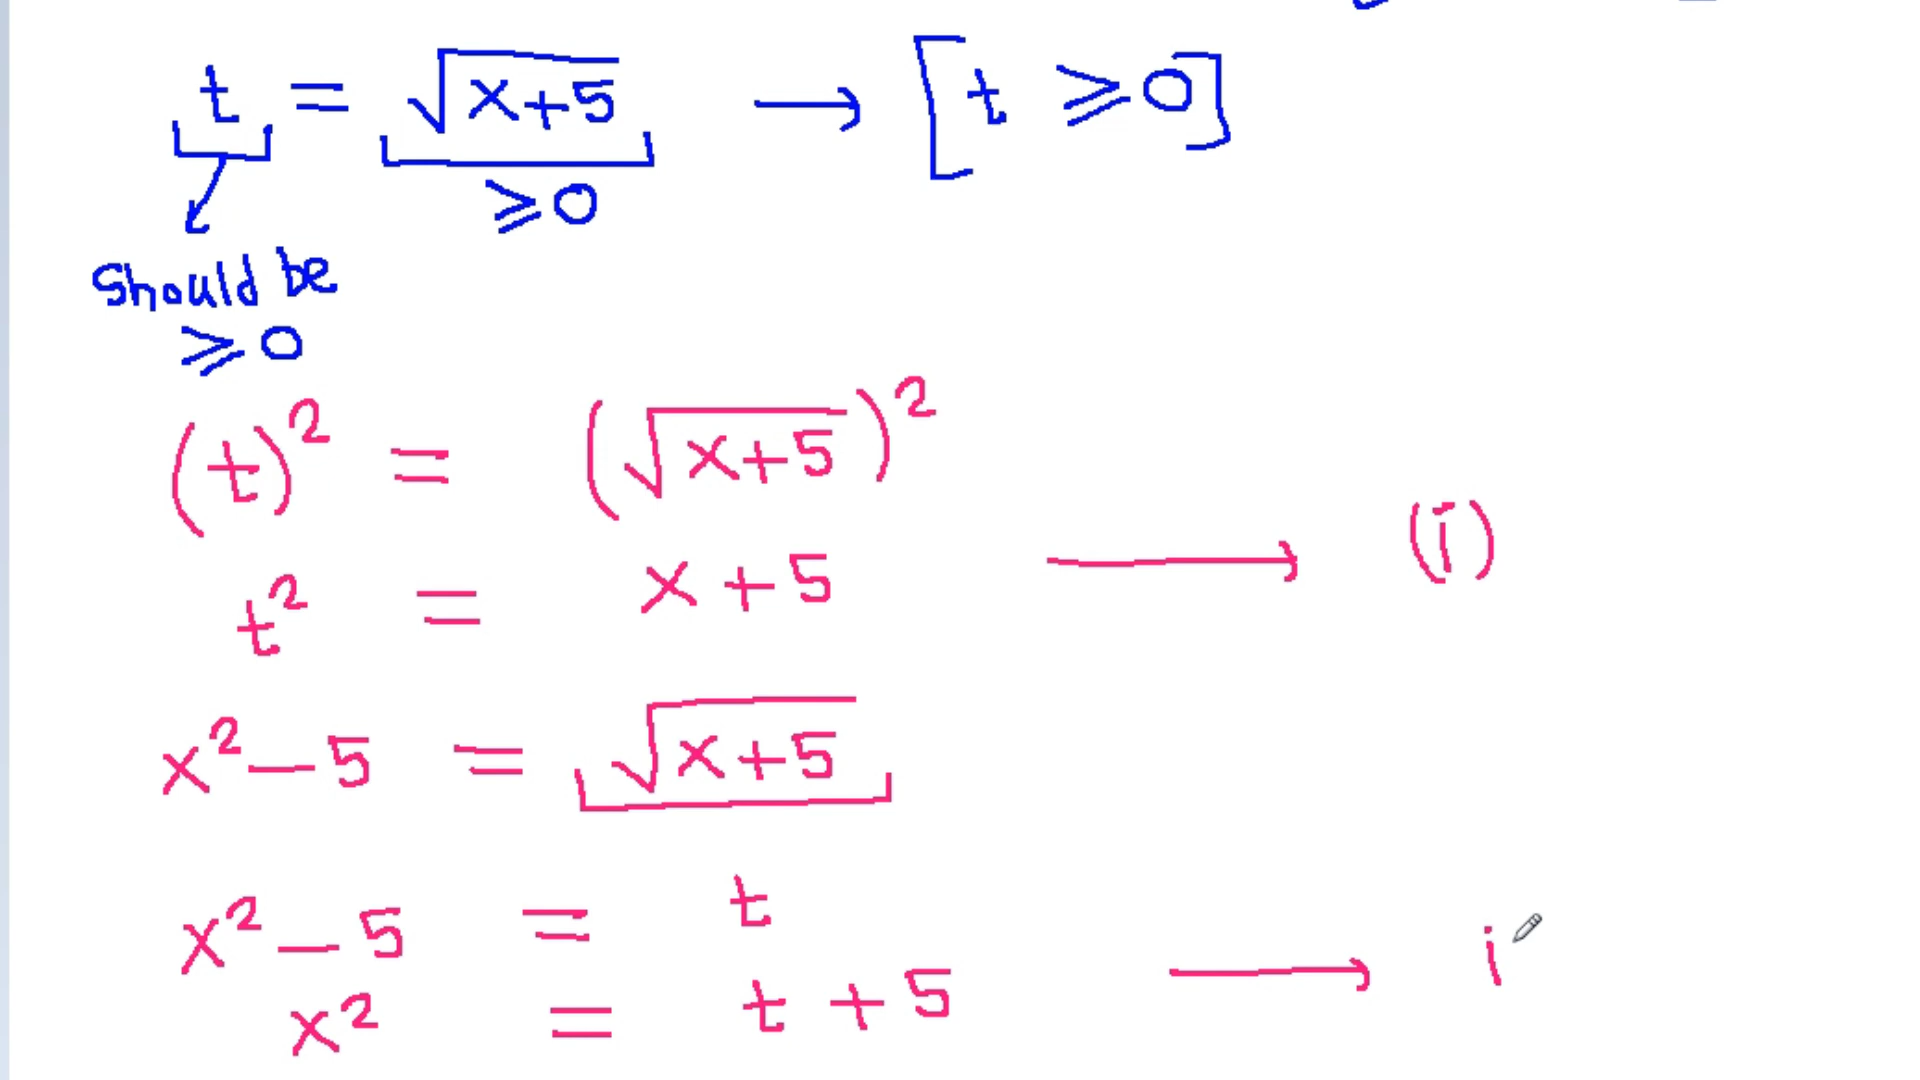 t = √(x+5) → [t ⩾ 0]
⩾ 0
Should be
⩾ 0
(t)² = (√(x+5))²
t² = x + 5 → (i)
x² − 5 = √(x+5)
x² − 5 = t
x² = t + 5 → i